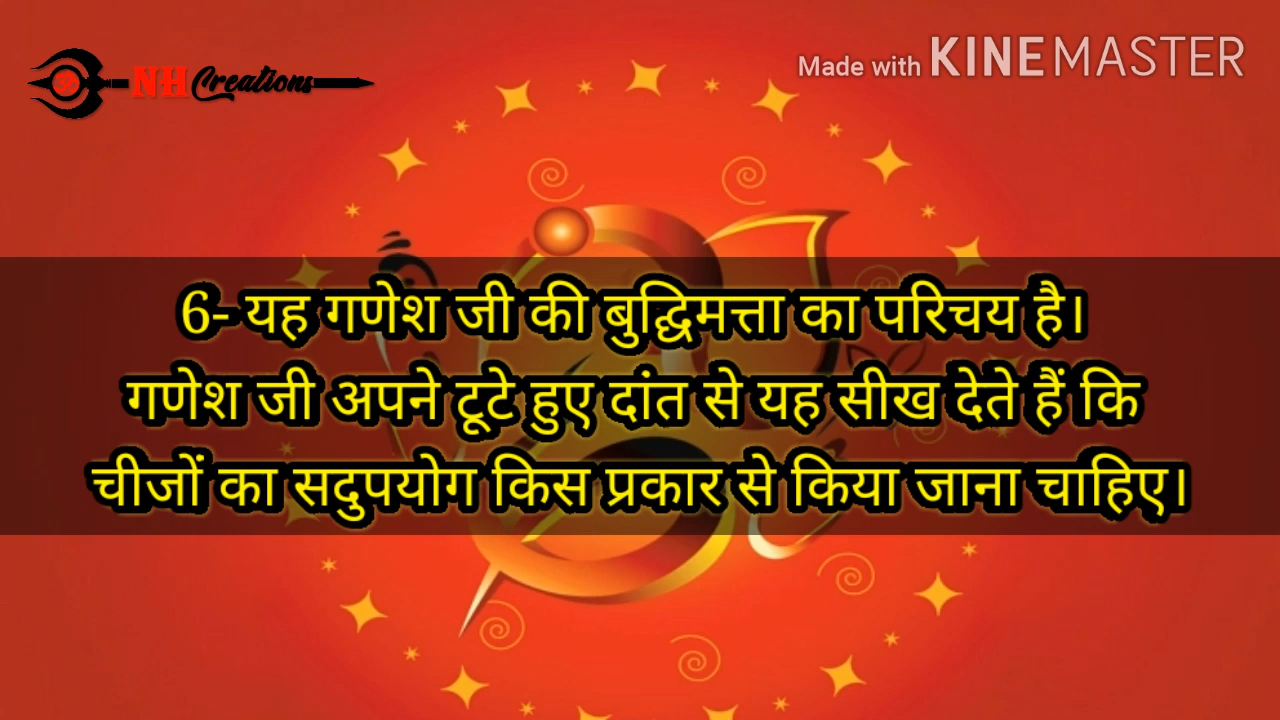 NH Creations
Made with KINEMASTER
6- यह गणेश जी की बुद्धिमत्ता का परिचय है।
गणेश जी अपने टूटे हुए दांत से यह सीख देते हैं कि
चीजों का सदुपयोग किस प्रकार से किया जाना चाहिए।